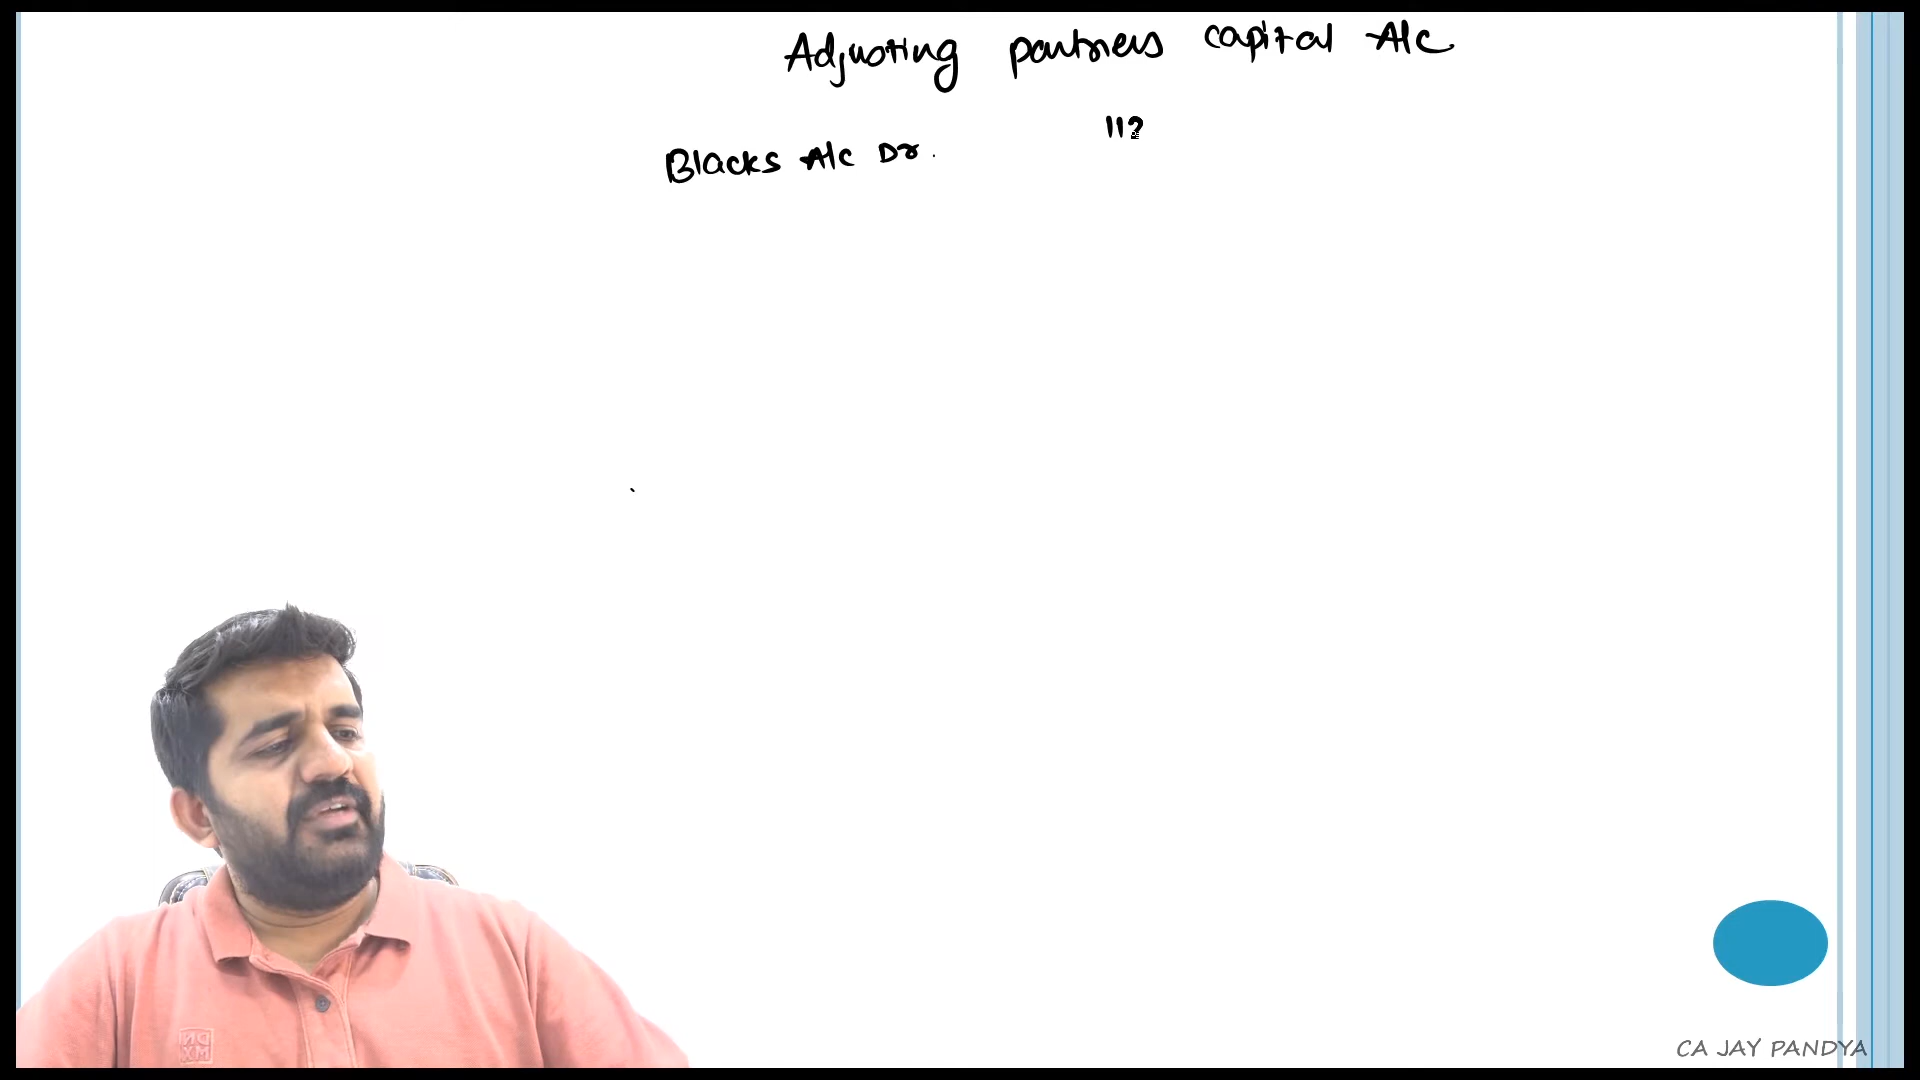 Adjusting partners capital A/c
112
Blacks A/c Dr.
CA JAY PANDYA